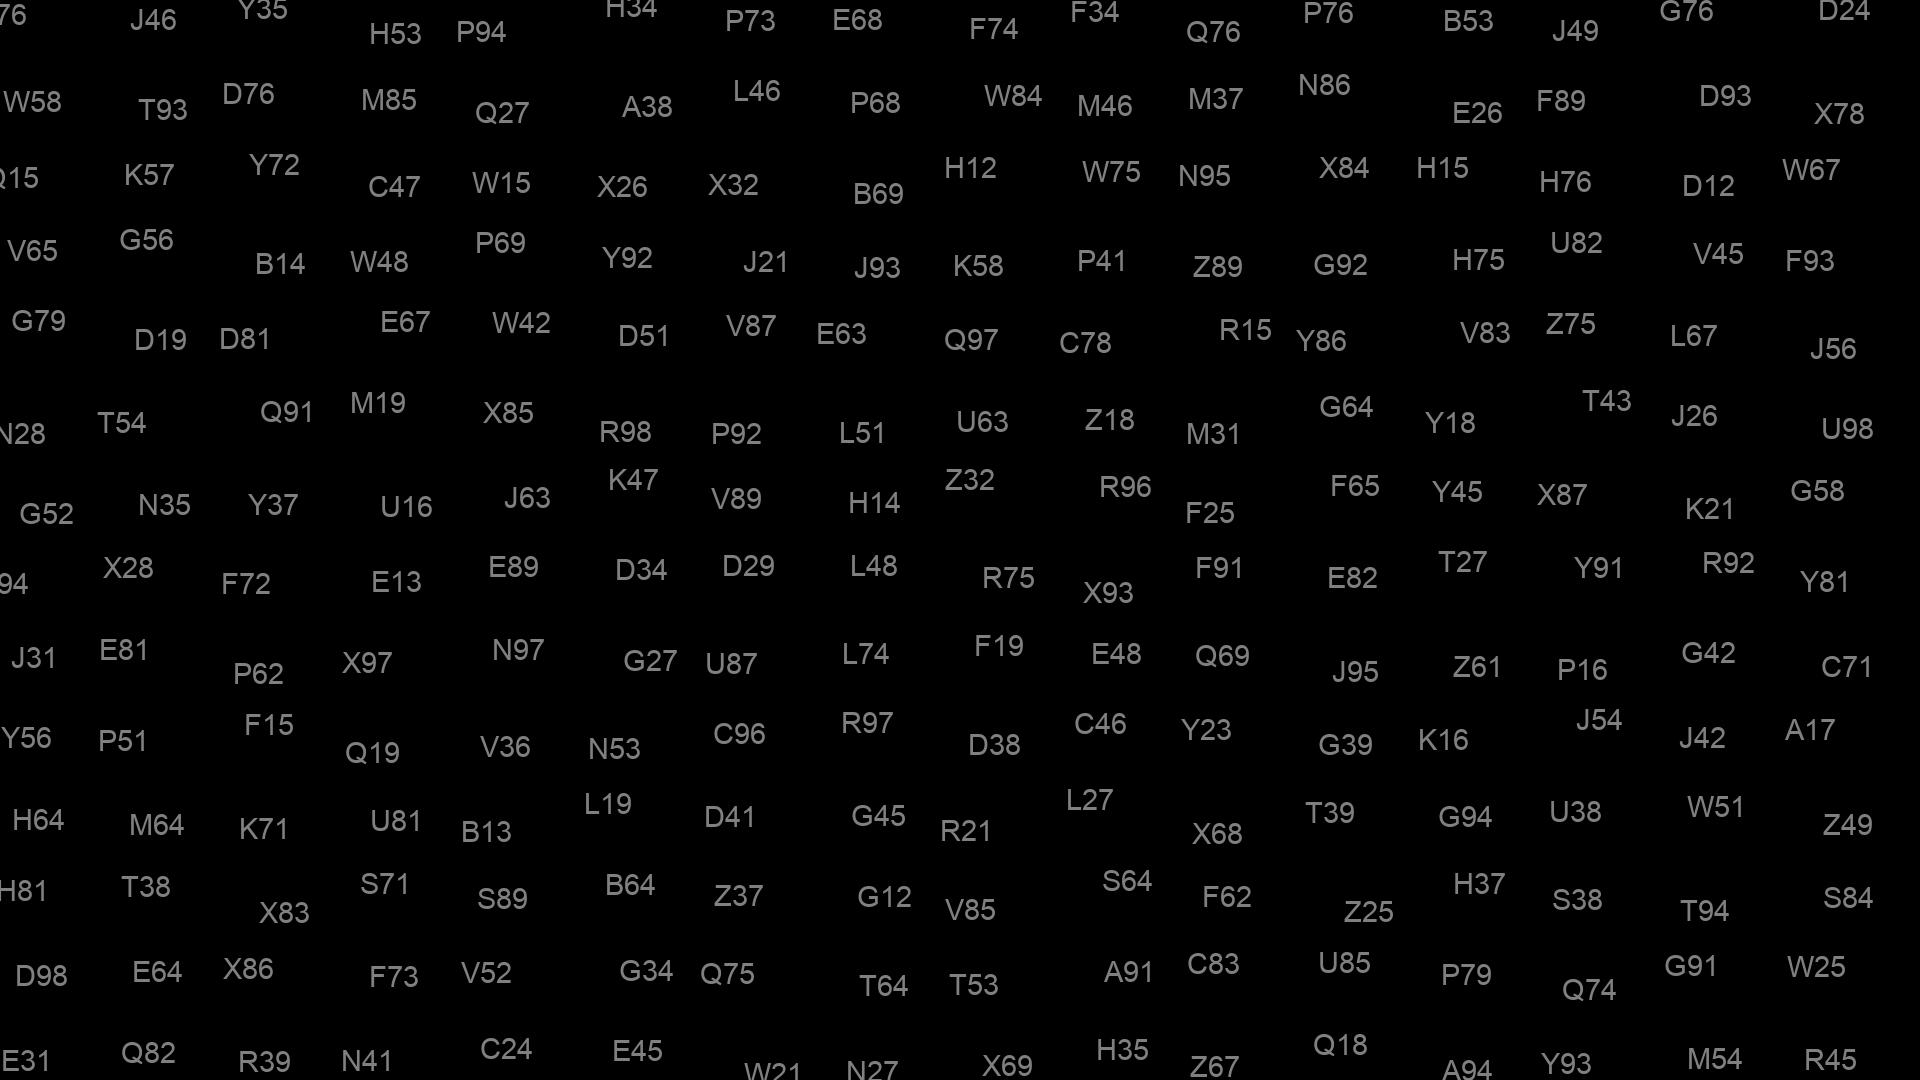 J46 Y35 H53 P94 H34 P73 E68 F74 F34 Q76 P76 B53 J49 G76 D24
W58 T93 D76 M85 Q27 A38 L46 P68 W84 M46 M37 N86 E26 F89 D93 X78
Q15 K57 Y72 C47 W15 X26 X32 B69 H12 W75 N95 X84 H15 H76 D12 W67
V65 G56 B14 W48 P69 Y92 J21 J93 K58 P41 Z89 G92 H75 U82 V45 F93
G79 D19 D81 E67 W42 D51 V87 E63 Q97 C78 R15 Y86 V83 Z75 L67 J56
N28 T54 Q91 M19 X85 R98 P92 L51 U63 Z18 M31 G64 Y18 T43 J26 U98
G52 N35 Y37 U16 J63 K47 V89 H14 Z32 R96 F25 F65 Y45 X87 K21 G58
94 X28 F72 E13 E89 D34 D29 L48 R75 X93 F91 E82 T27 Y91 R92 Y81
J31 E81 P62 X97 N97 G27 U87 L74 F19 E48 Q69 J95 Z61 P16 G42 C71
Y56 P51 F15 Q19 V36 N53 C96 R97 D38 C46 Y23 G39 K16 J54 J42 A17
H64 M64 K71 U81 B13 L19 D41 G45 R21 L27 X68 T39 G94 U38 W51 Z49
H81 T38 X83 S71 S89 B64 Z37 G12 V85 S64 F62 Z25 H37 S38 T94 S84
D98 E64 X86 F73 V52 G34 Q75 T64 T53 A91 C83 U85 P79 Q74 G91 W25
E31 Q82 R39 N41 C24 E45 W21 N27 X69 H35 Z67 Q18 A94 Y93 M54 R45